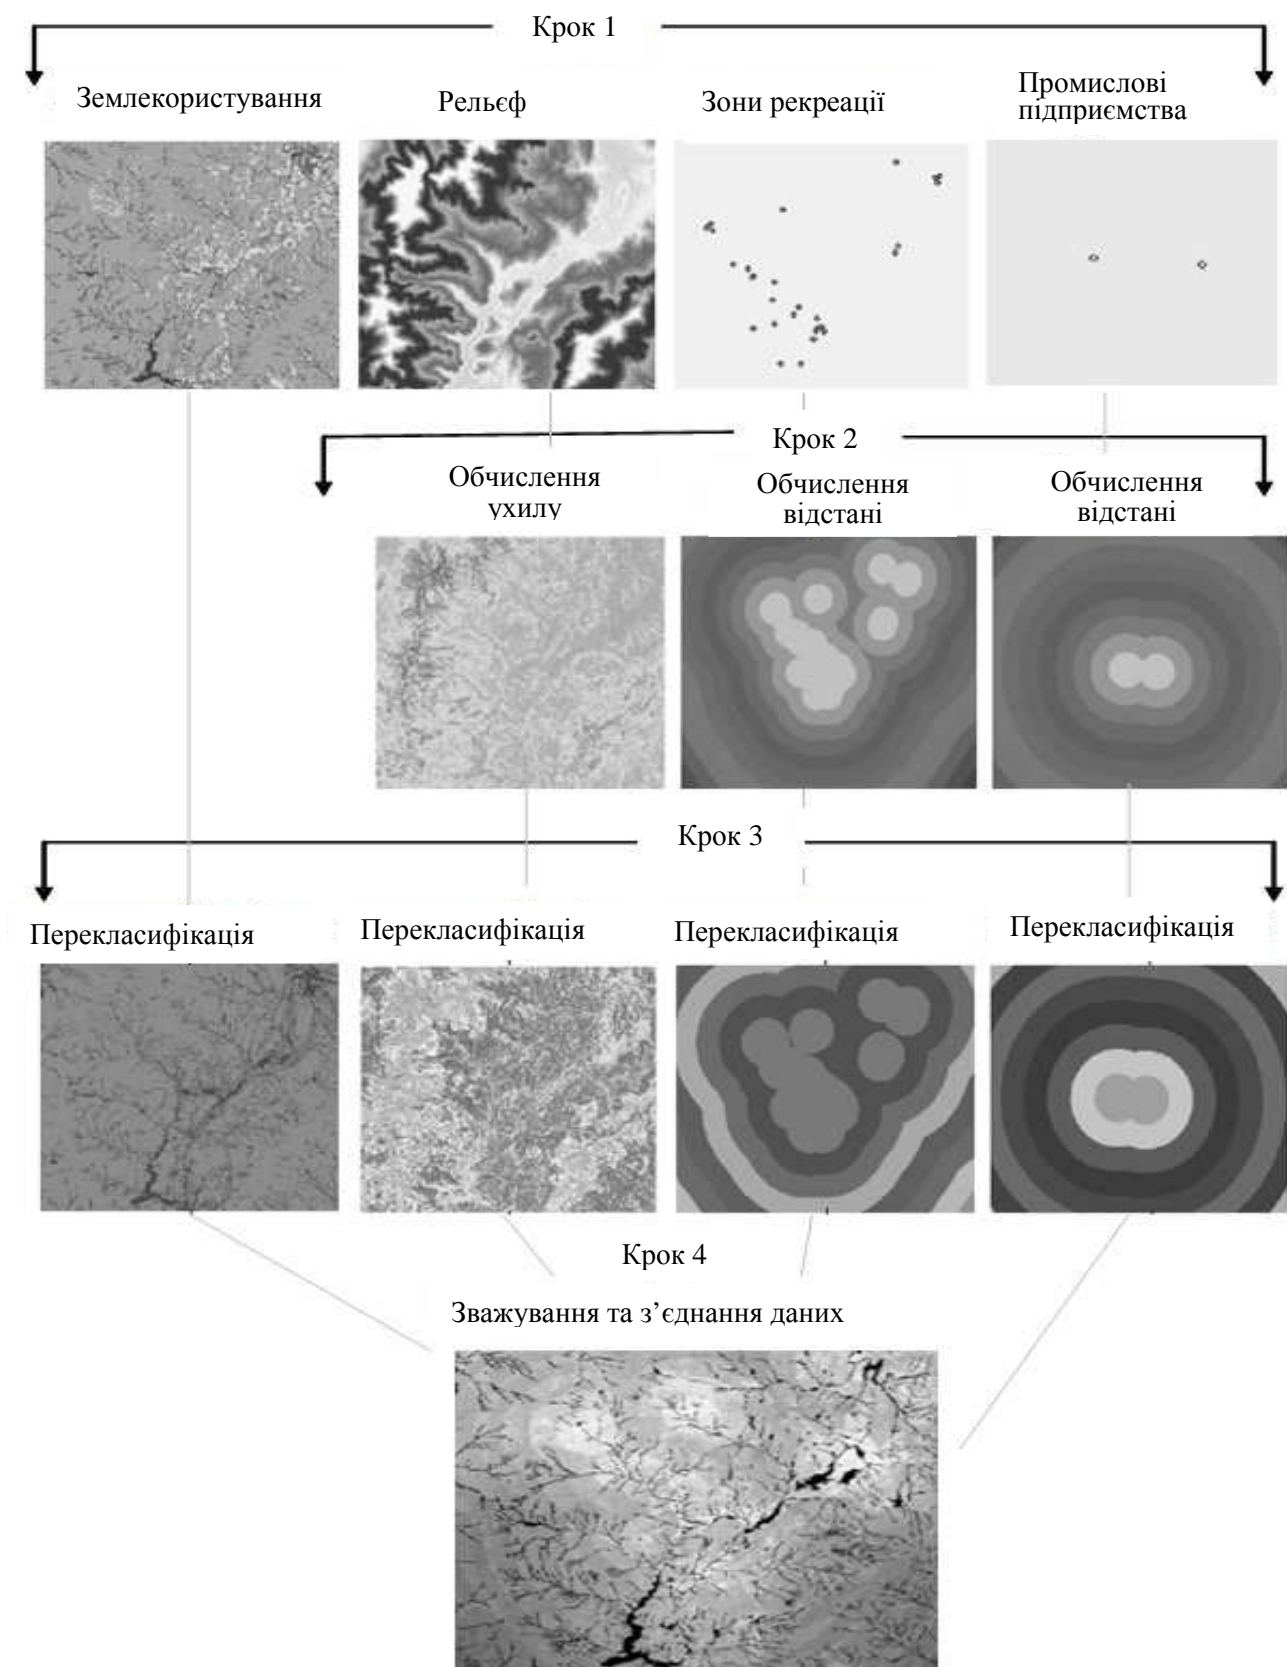 Крок 1
Землекористування
Рельєф
Зони рекреації
Промислові
підприємства
Крок 2
Обчислення
ухилу
Обчислення
відстані
Обчислення
відстані
Крок 3
Перекласифікація
Перекласифікація
Перекласифікація
Перекласифікація
Крок 4
Зважування та з’єднання даних